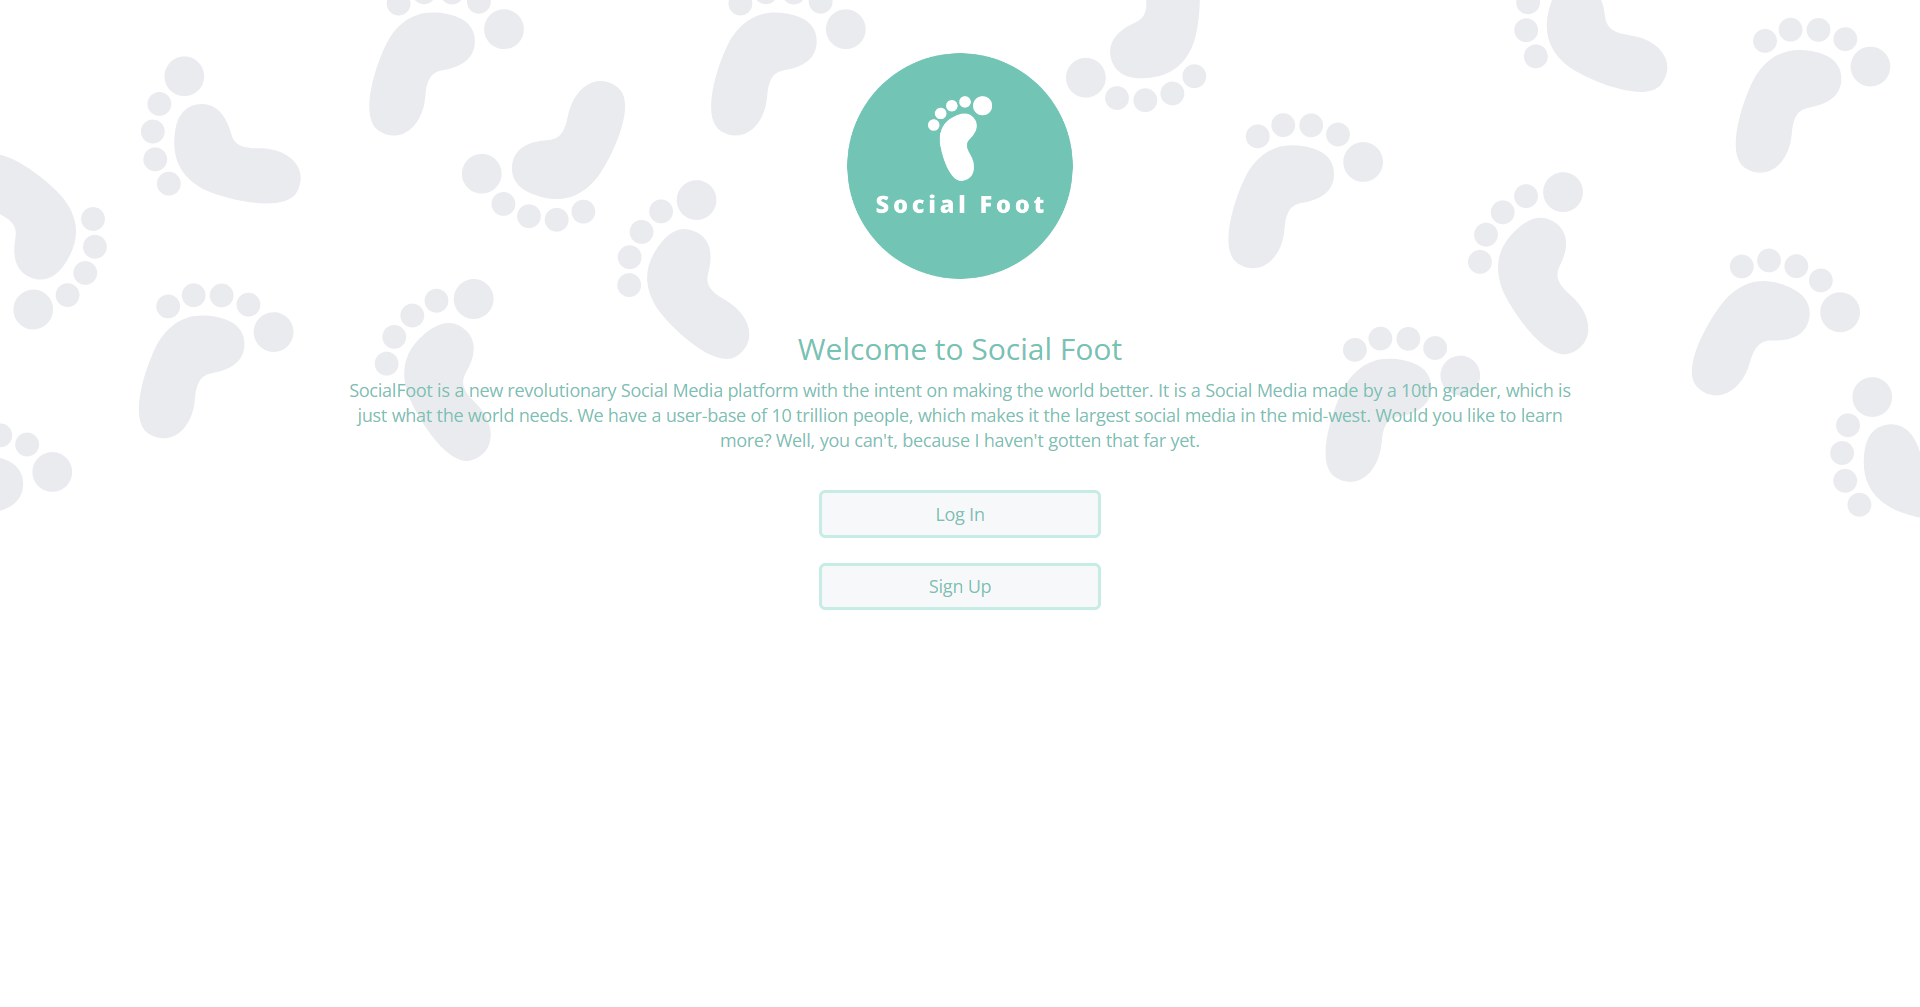 Social Foot
Welcome to Social Foot
SocialFoot is a new revolutionary Social Media platform with the intent on making the world better. It is a Social Media made by a 10th grader, which is
just what the world needs. We have a user-base of 10 trillion people, which makes it the largest social media in the mid-west. Would you like to learn
more? Well, you can't, because I haven't gotten that far yet.
Log In
Sign Up